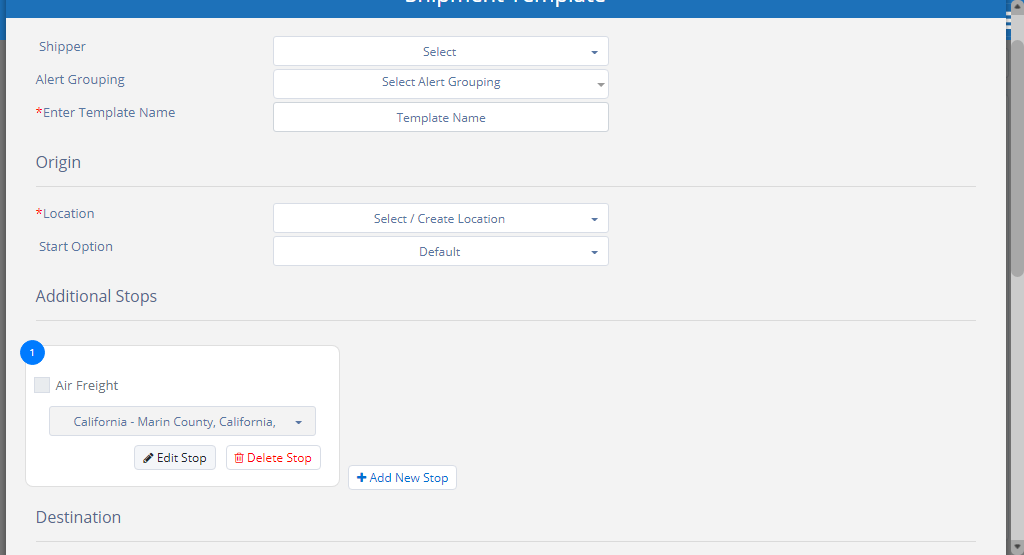 Shipment Template
Shipper
Select
Alert Grouping
Select Alert Grouping
*Enter Template Name
Template Name
Origin
*Location
Select / Create Location
Start Option
Default
Additional Stops
1
Air Freight
California - Marin County, California,
Edit Stop
Delete Stop
Add New Stop
Destination